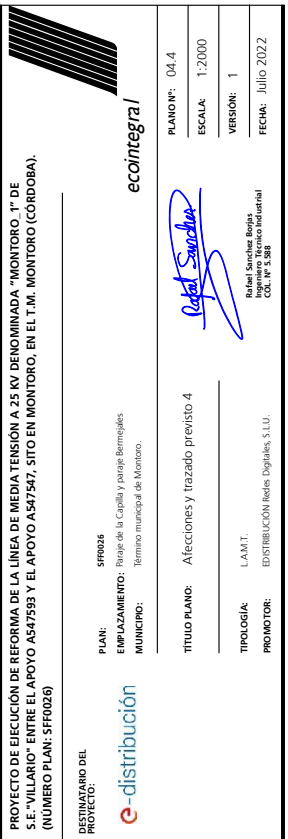 PROYECTO DE EJECUCIÓN DE REFORMA DE LA LÍNEA DE MEDIA TENSIÓN A 25 KV DENOMINADA "MONTORO_1" DE
S.E."VILLARIO" ENTRE EL APOYO A547593 Y EL APOYO A547547, SITO EN MONTORO, EN EL T.M. MONTORO (CÓRDOBA).
(NÚMERO PLAN: SFF0026)
DESTINATARIO DEL
PROYECTO:
e-distribución
PLAN: SFF0026
EMPLAZAMIENTO: Paraje de la Capilla y paraje Bermejales
MUNICIPIO: Término municipal de Montoro.
ecointegral
TÍTULO PLANO: Afecciones y trazado previsto 4
TIPOLOGÍA: L.A.M.T.
PROMOTOR: EDISTRIBUCIÓN Redes Digitales, S.L.U.
Rafael Sanchez
Rafael Sanchez Borjas
Ingeniero Técnico Industrial
COL. Nº 5.588
PLANO Nº: 04.4
ESCALA: 1:2000
VERSIÓN: 1
FECHA: Julio 2022